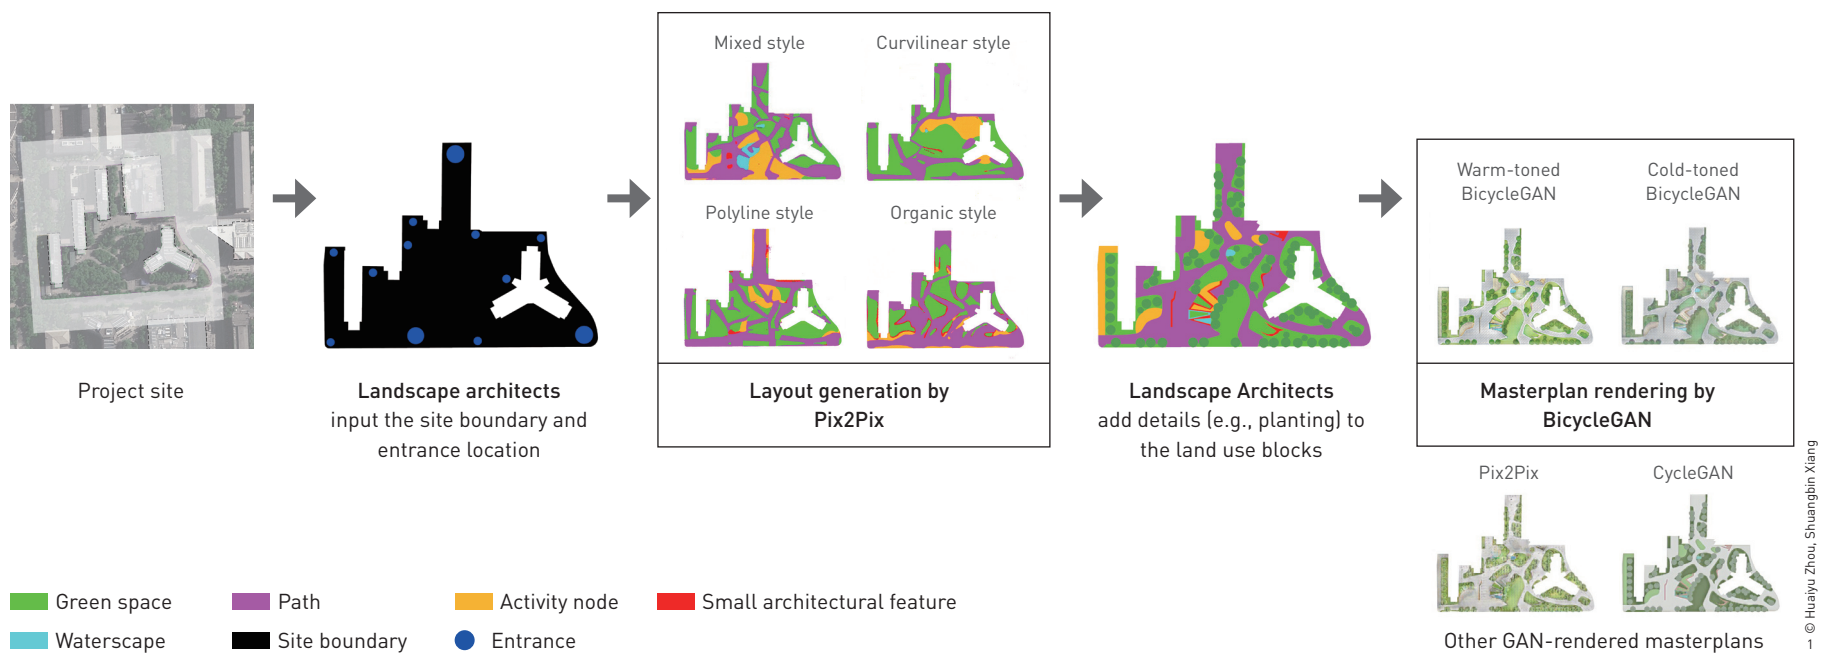 Mixed style
Curvilinear style
Polyline style
Organic style
Warm-toned
BicycleGAN
Cold-toned
BicycleGAN
Project site
Landscape architects
input the site boundary and
entrance location
Layout generation by
Pix2Pix
Landscape Architects
add details (e.g., planting) to
the land use blocks
Masterplan rendering by
BicycleGAN
Pix2Pix
CycleGAN
Other GAN-rendered masterplans
Green space
Path
Activity node
Small architectural feature
Waterscape
Site boundary
Entrance
1 © Huaiyu Zhou, Shuangbin Xiang